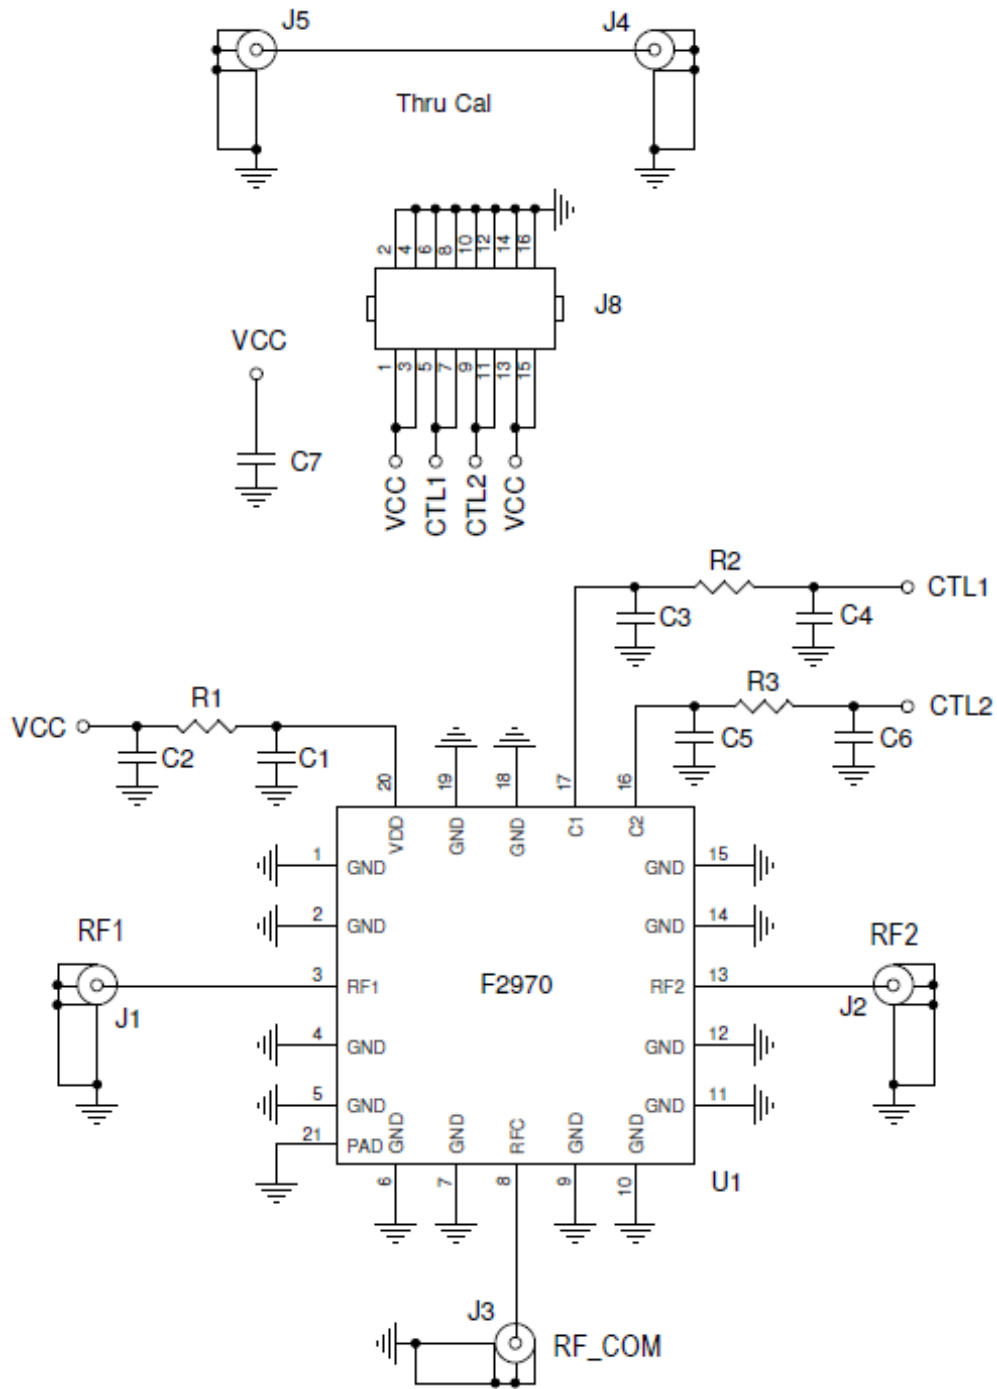 J5
J4
Thru Cal
2 4 6 8 10 12 14 16
J8
VCC
1 3 5 7 9 11 13 15
C7
VCC CTL1 CTL2 VCC
R2
CTL1
C3
C4
R3
CTL2
C5
C6
R1
VCC
C2
C1
20 19 18 17 16
VDD GND GND C1 C2
1 GND
GND 15
2 GND
GND 14
RF1
RF2
3 RF1
F2970
RF2 13
J1
J2
4 GND
GND 12
5 GND
GND 11
21 PAD
GND GND RFC GND GND
6 7 8 9 10
U1
J3
RF_COM